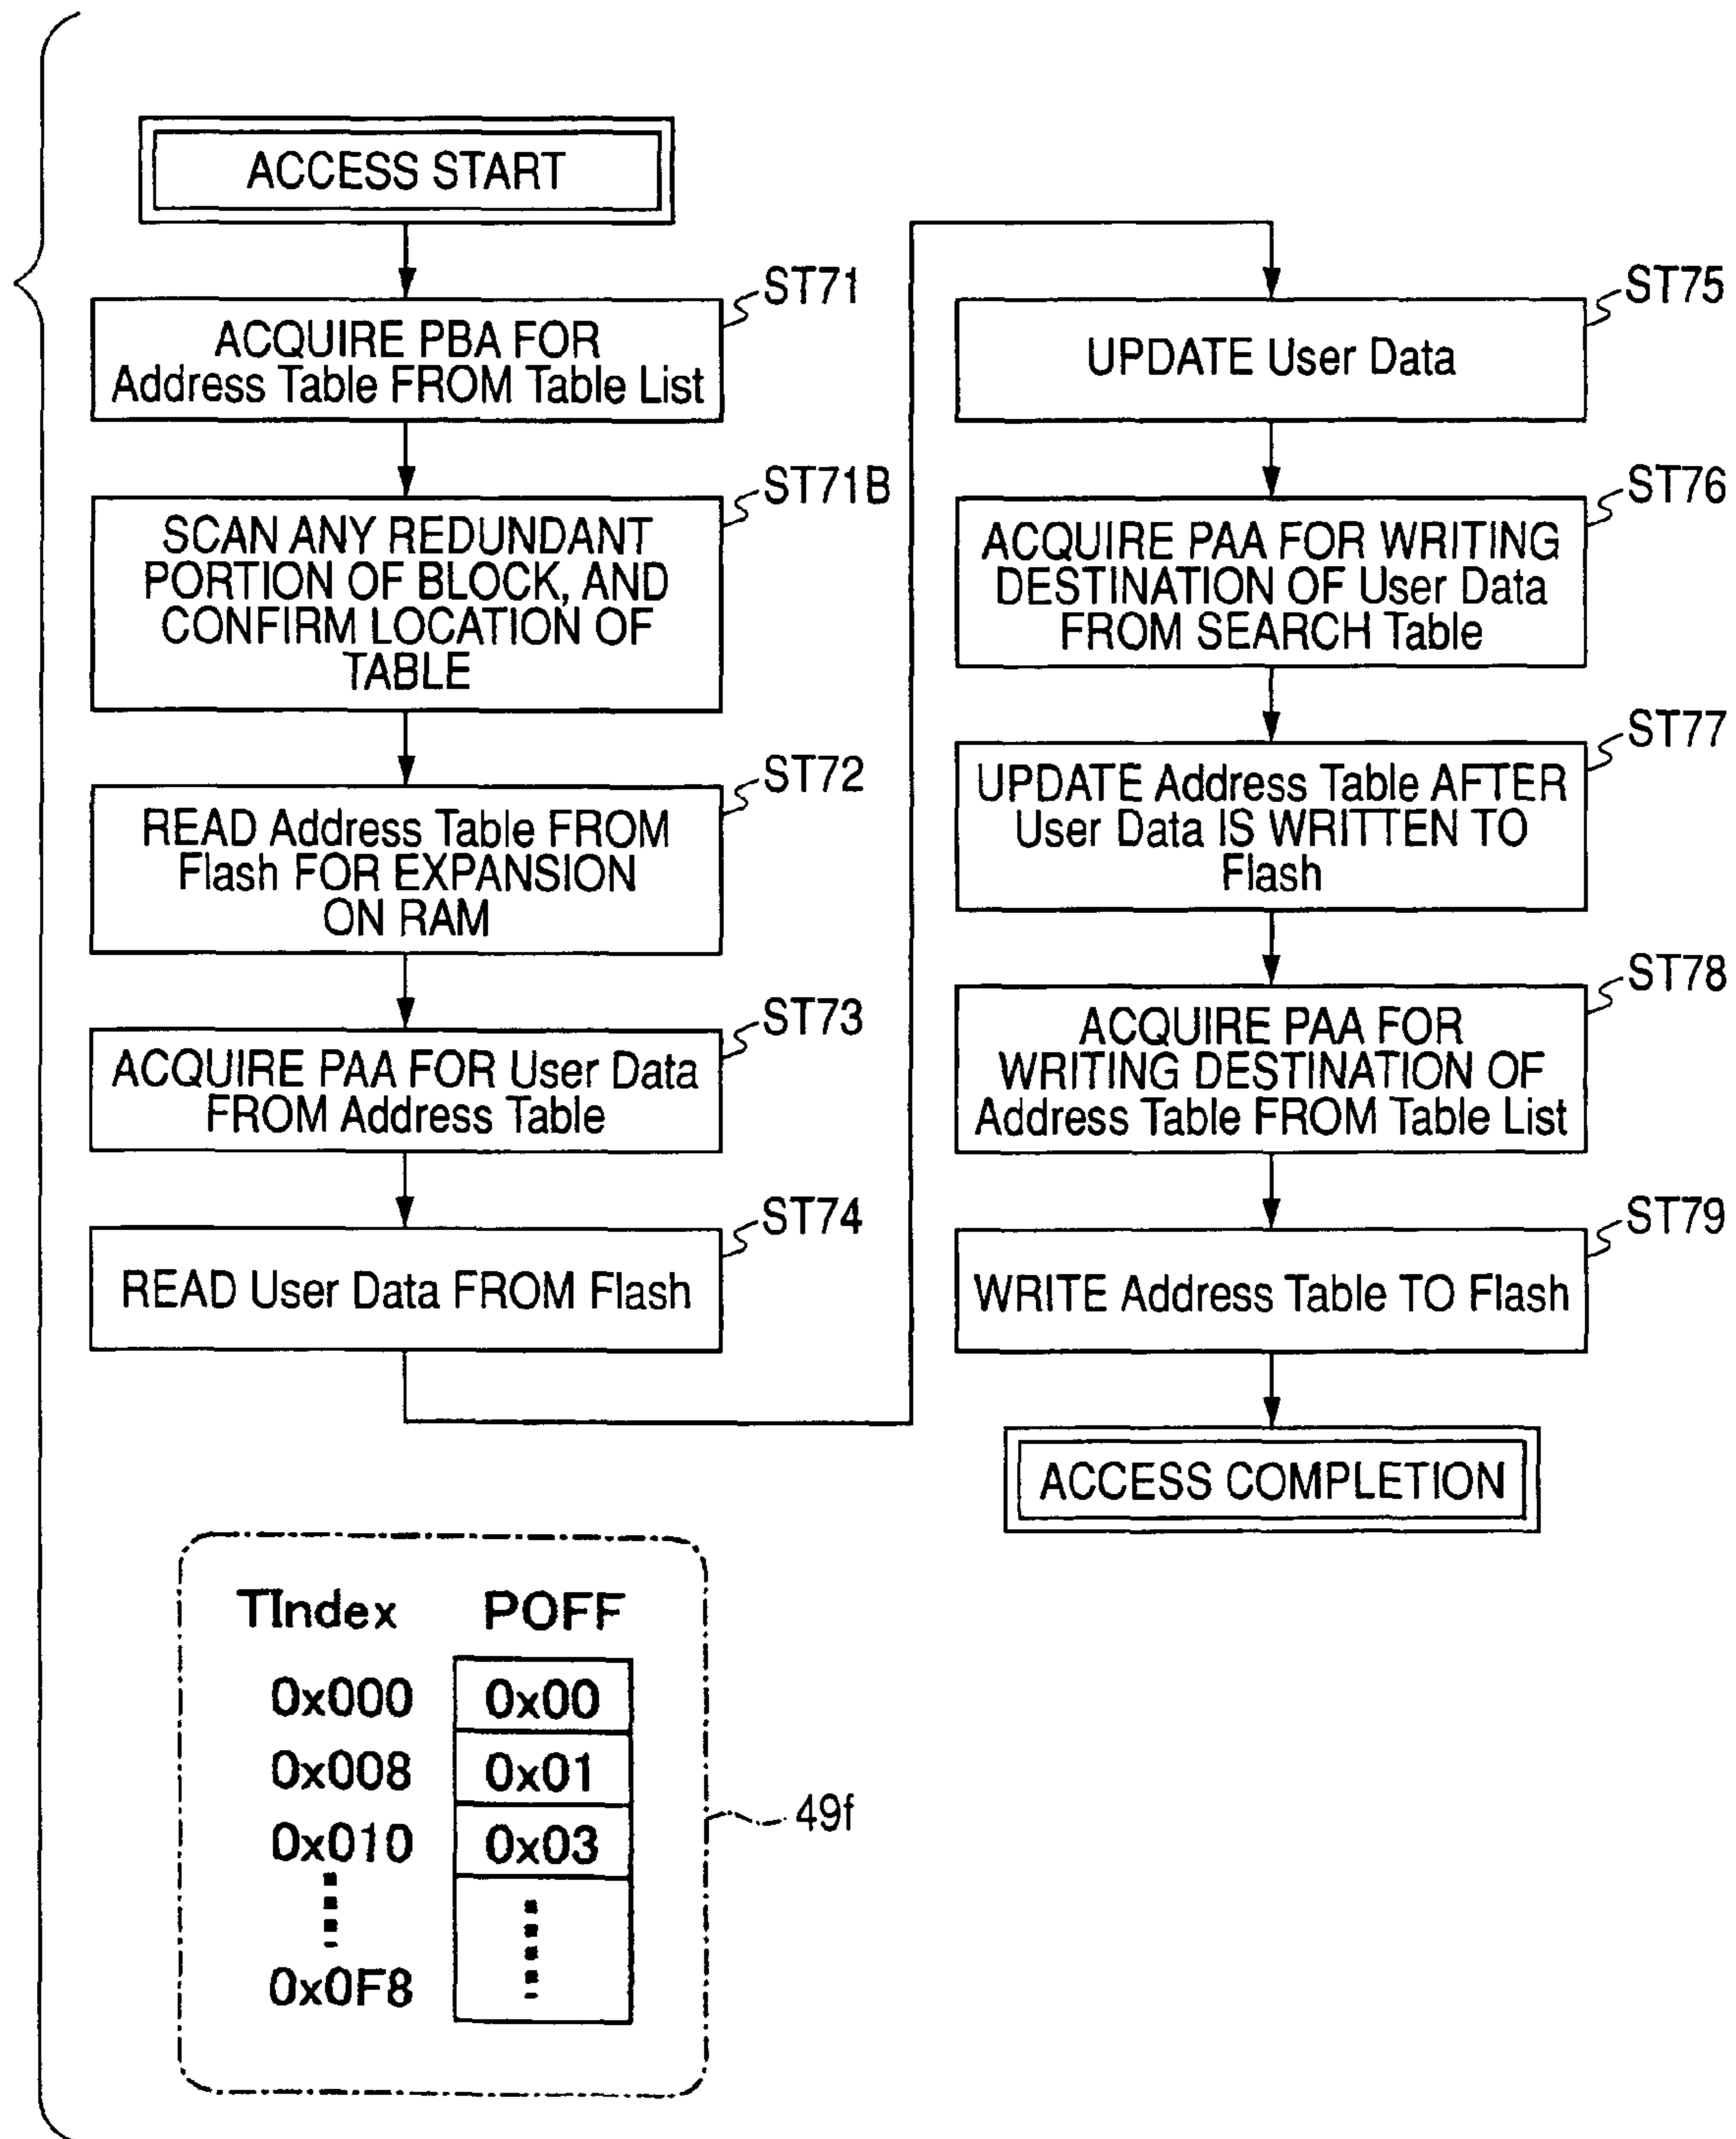 ACCESS START
ST71
ACQUIRE PBA FOR
Address Table FROM Table List
ST71B
SCAN ANY REDUNDANT
PORTION OF BLOCK, AND
CONFIRM LOCATION OF
TABLE
ST72
READ Address Table FROM
Flash FOR EXPANSION
ON RAM
ST73
ACQUIRE PAA FOR User Data
FROM Address Table
ST74
READ User Data FROM Flash
ST75
UPDATE User Data
ST76
ACQUIRE PAA FOR WRITING
DESTINATION OF User Data
FROM SEARCH Table
ST77
UPDATE Address Table AFTER
User Data IS WRITTEN TO
Flash
ST78
ACQUIRE PAA FOR
WRITING DESTINATION OF
Address Table FROM Table List
ST79
WRITE Address Table TO Flash
ACCESS COMPLETION
TIndex POFF
0x000 0x00
0x008 0x01
0x010 0x03
0x0F8
49f